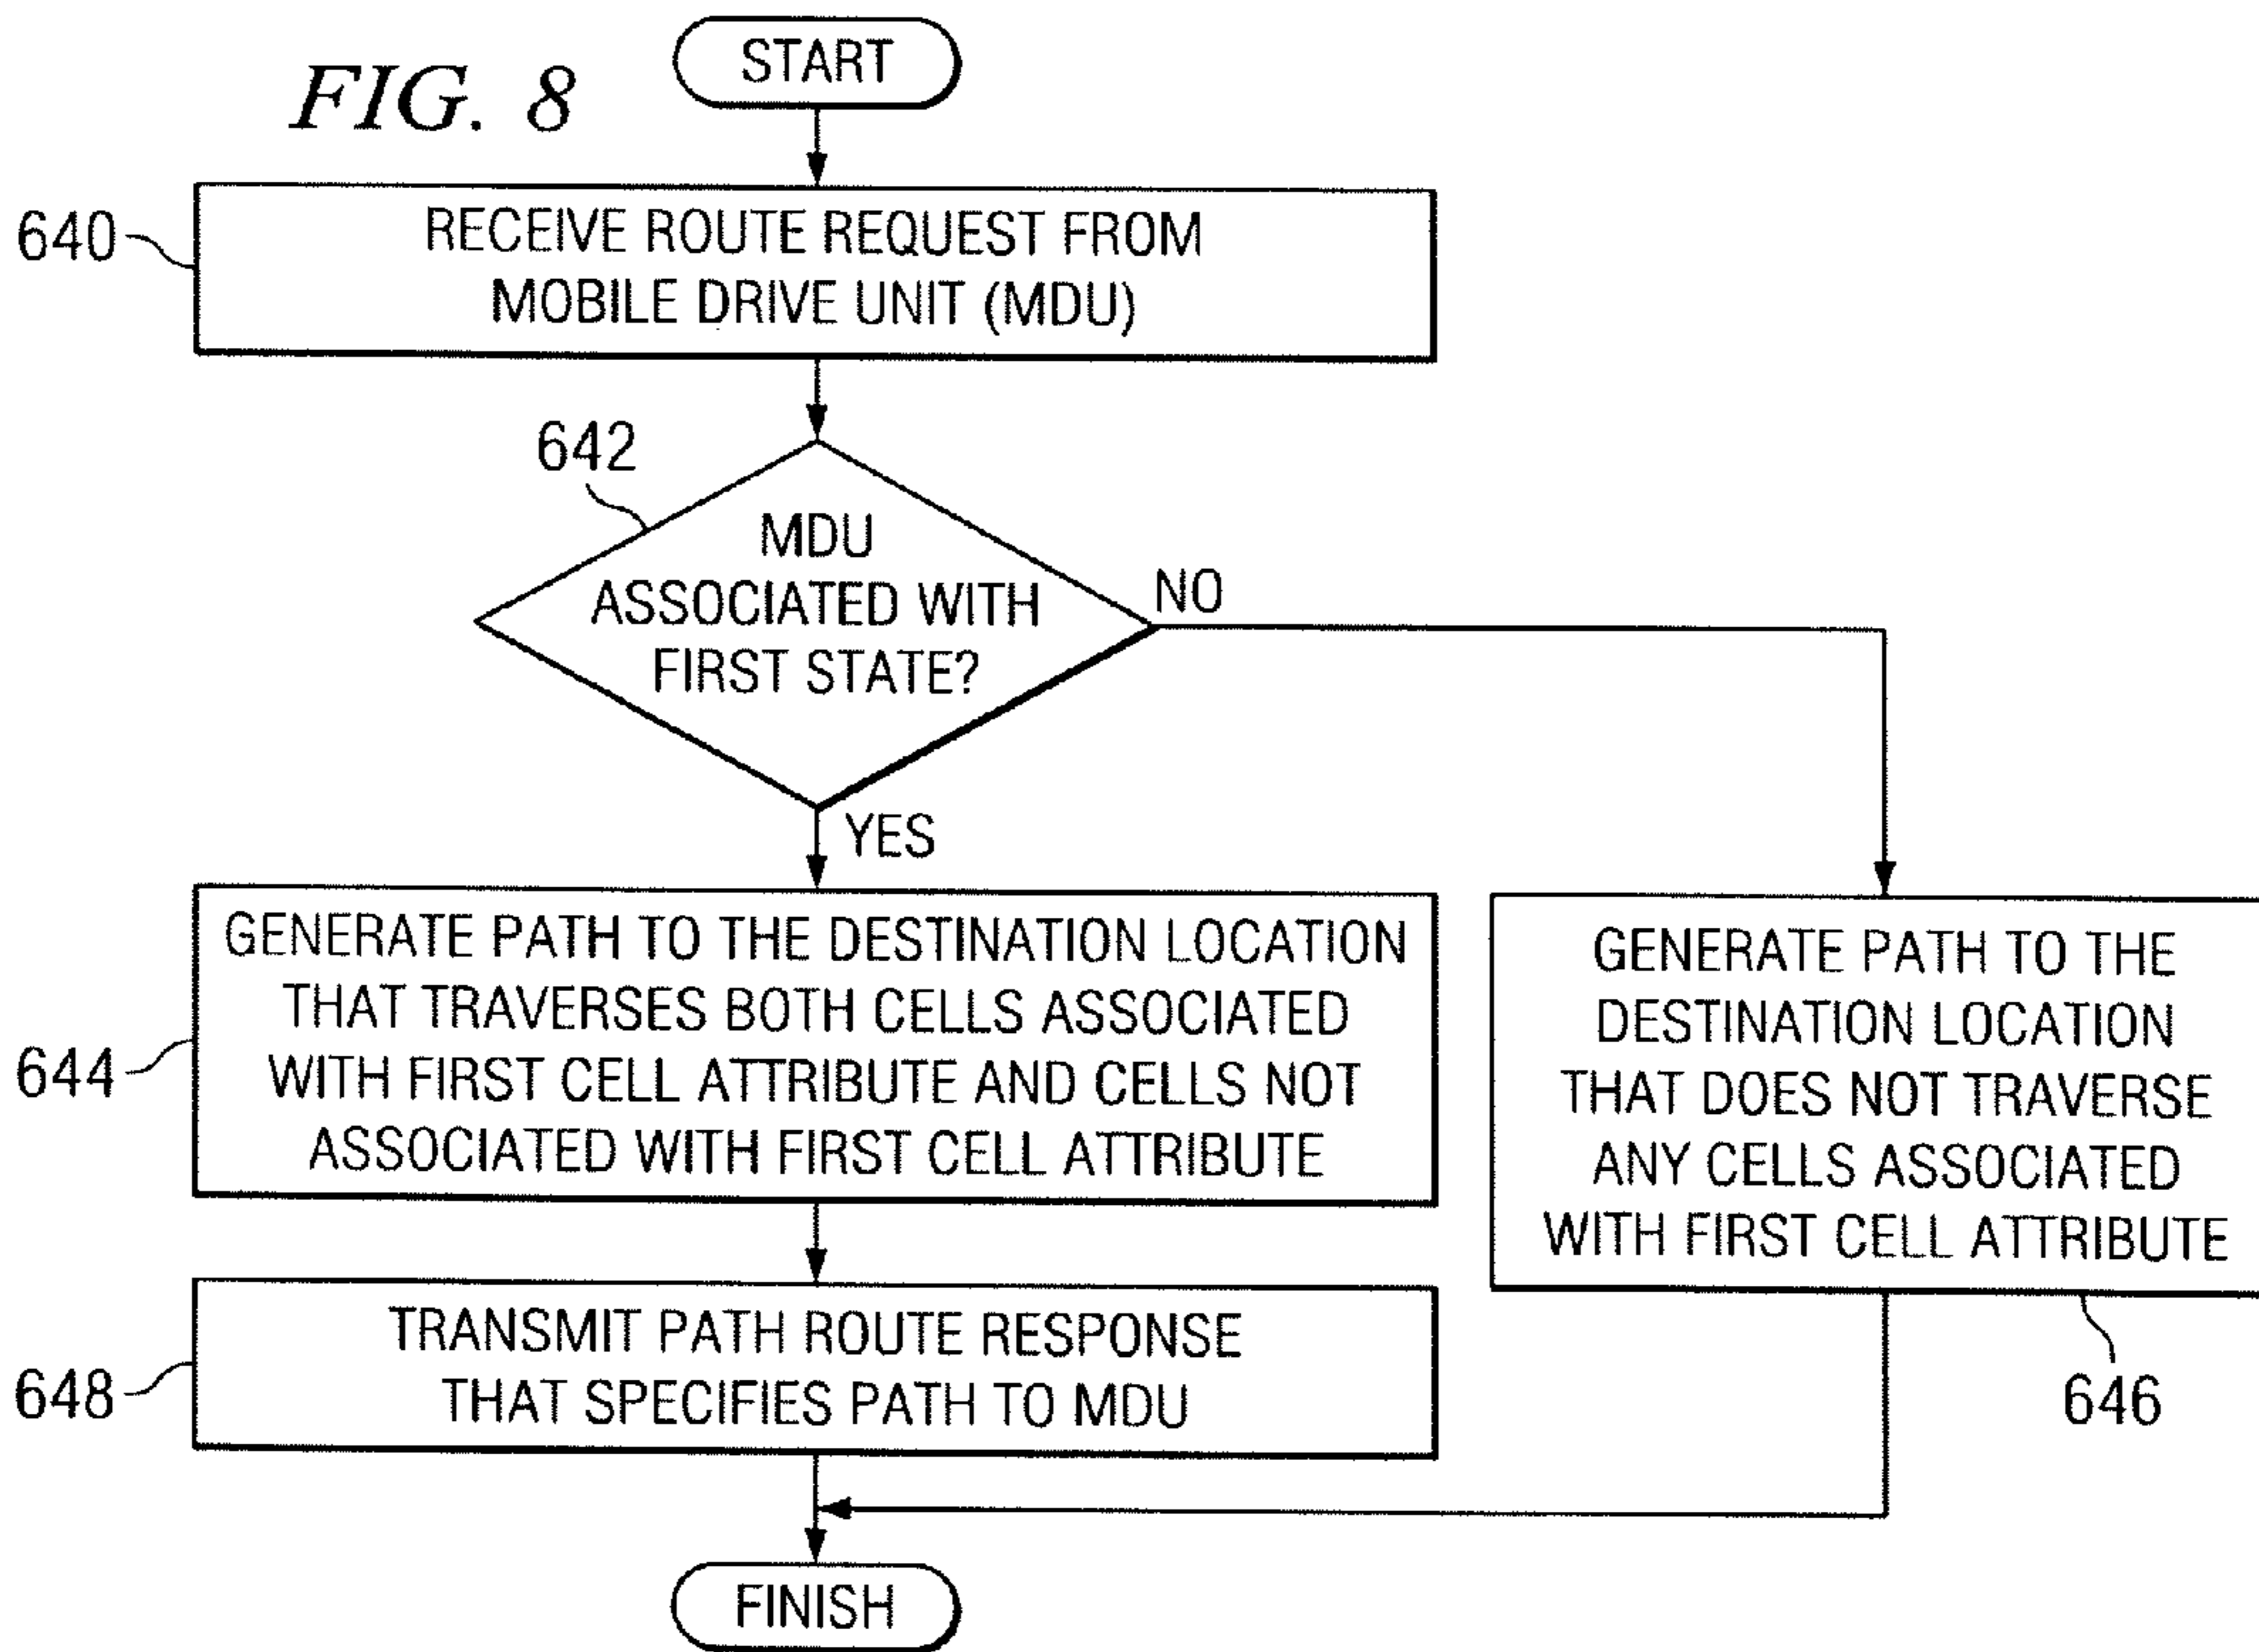 FIG. 8
START
640
RECEIVE ROUTE REQUEST FROM
MOBILE DRIVE UNIT (MDU)
642
MDU
ASSOCIATED WITH
FIRST STATE?
NO
YES
644
GENERATE PATH TO THE DESTINATION LOCATION
THAT TRAVERSES BOTH CELLS ASSOCIATED
WITH FIRST CELL ATTRIBUTE AND CELLS NOT
ASSOCIATED WITH FIRST CELL ATTRIBUTE
GENERATE PATH TO THE
DESTINATION LOCATION
THAT DOES NOT TRAVERSE
ANY CELLS ASSOCIATED
WITH FIRST CELL ATTRIBUTE
646
648
TRANSMIT PATH ROUTE RESPONSE
THAT SPECIFIES PATH TO MDU
FINISH